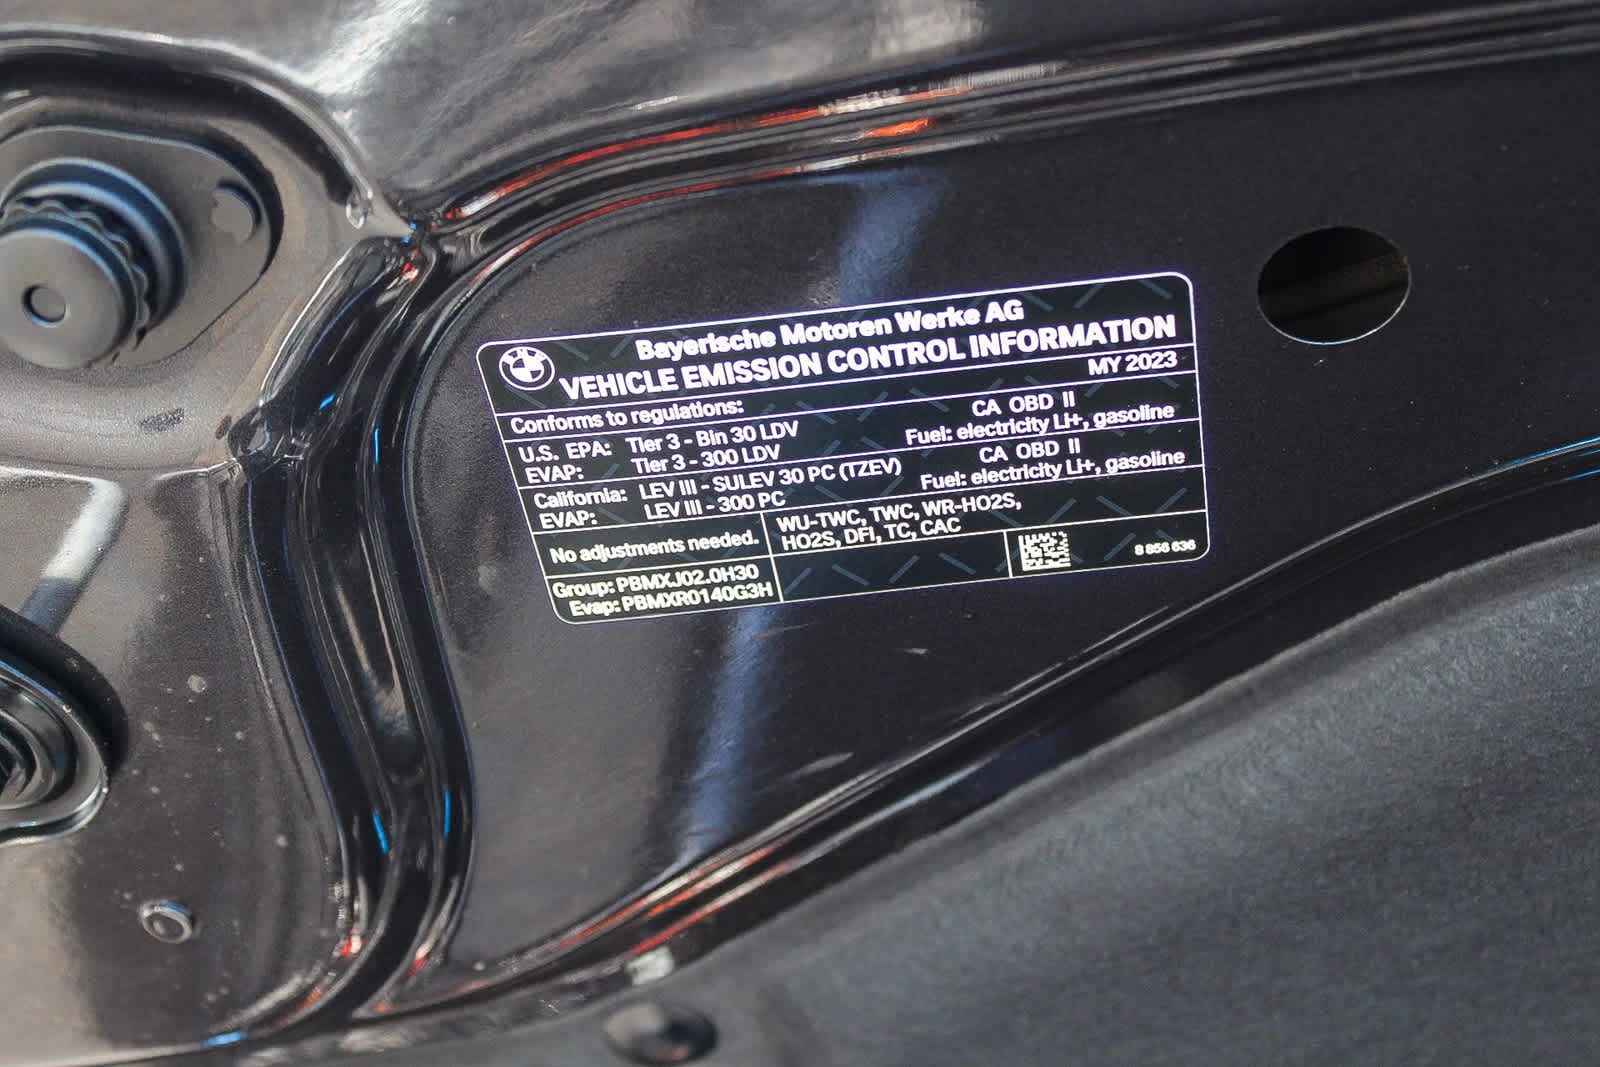 Bayerische Motoren Werke AG
VEHICLE EMISSION CONTROL INFORMATION
MY 2023
Conforms to regulations:
U.S. EPA: Tier 3 - Bin 30 LDV CA OBD II
EVAP: Tier 3 - 300 LDV Fuel: electricity Li+, gasoline
California: LEV III - SULEV 30 PC (TZEV) CA OBD II
EVAP: LEV III - 300 PC Fuel: electricity Li+, gasoline
No adjustments needed.
WU-TWC, TWC, WR-HO2S,
HO2S, DFI, TC, CAC
Group: PBMXJ02.0H30
Evap: PBMXR0140G3H
8 856 636